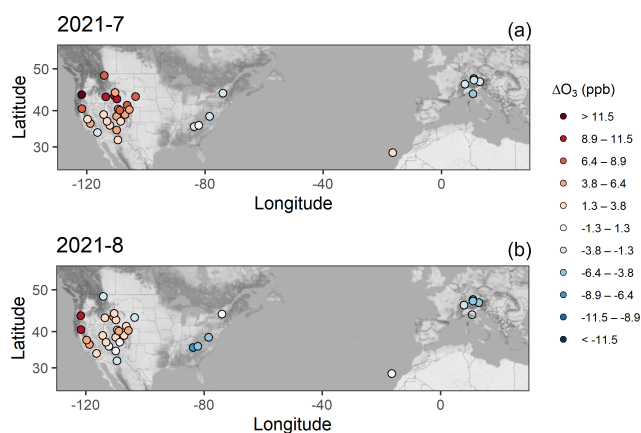 2021-7
(a)
Latitude
50
40
30
-120
-80
-40
0
Longitude
2021-8
(b)
Latitude
50
40
30
-120
-80
-40
0
Longitude
ΔO₃ (ppb)
> 11.5
8.9 – 11.5
6.4 – 8.9
3.8 – 6.4
1.3 – 3.8
-1.3 – 1.3
-3.8 – -1.3
-6.4 – -3.8
-8.9 – -6.4
-11.5 – -8.9
< -11.5